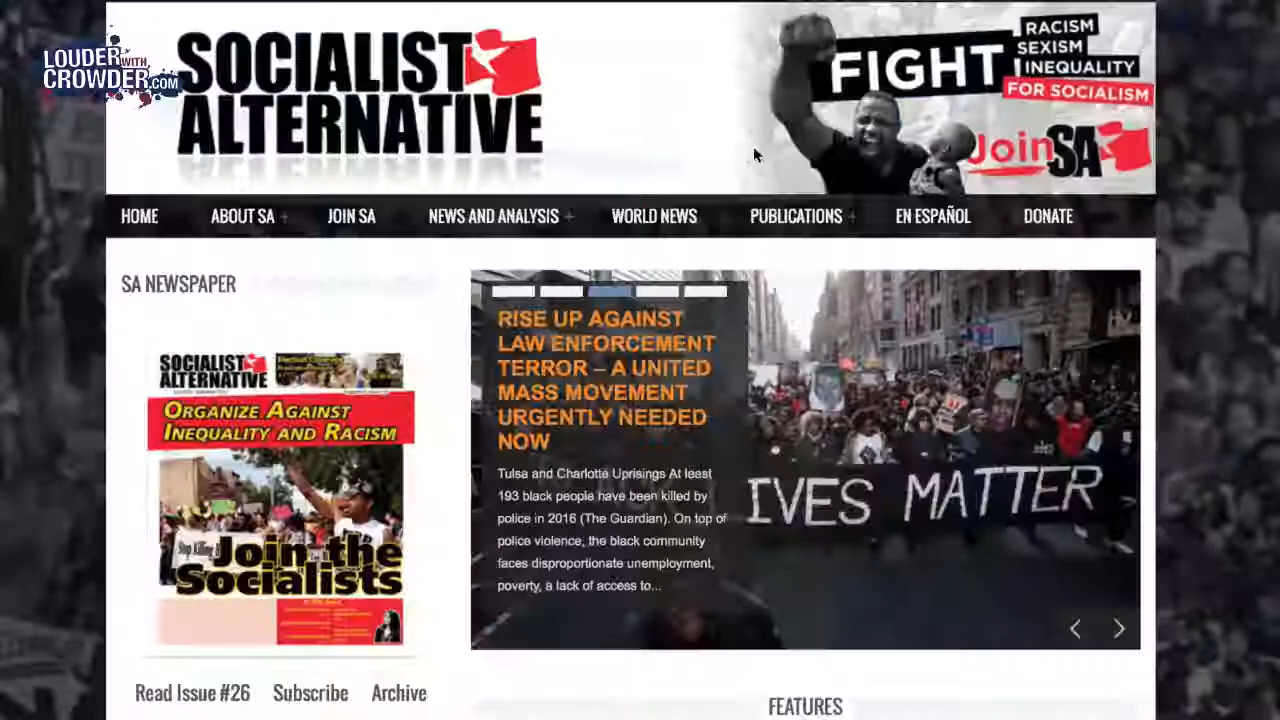 LOUDER WITH
CROWDER.COM
SOCIALIST
ALTERNATIVE
FIGHT
RACISM
SEXISM
INEQUALITY
FOR SOCIALISM
Join SA
HOME ABOUT SA + JOIN SA NEWS AND ANALYSIS + WORLD NEWS PUBLICATIONS + EN ESPAÑOL DONATE
SA NEWSPAPER
SOCIALIST
ALTERNATIVE
ORGANIZE AGAINST
INEQUALITY AND RACISM
Stop Killing
Join the
Socialists
Read Issue #26 Subscribe Archive
RISE UP AGAINST
LAW ENFORCEMENT
TERROR – A UNITED
MASS MOVEMENT
URGENTLY NEEDED
NOW
Tulsa and Charlotte Uprisings At least
193 black people have been killed by
police in 2016 (The Guardian). On top of
police violence, the black community
faces disproportionate unemployment,
poverty, a lack of access to...
IVES MATTER
FEATURES